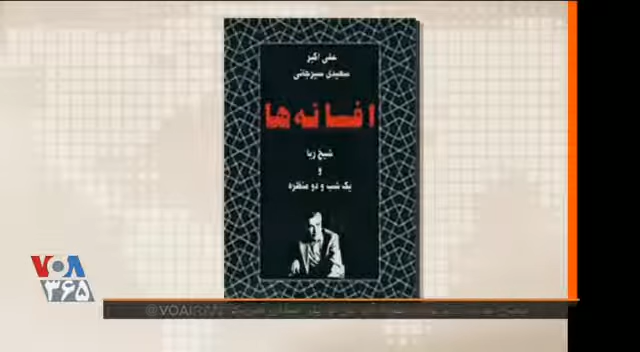 علی اکبر
سعیدی سیرجانی
افسانه‌ها
شیخ ریا
و
یک شب و دو منظره
VOA
۳۶۵
@VOAIRAN